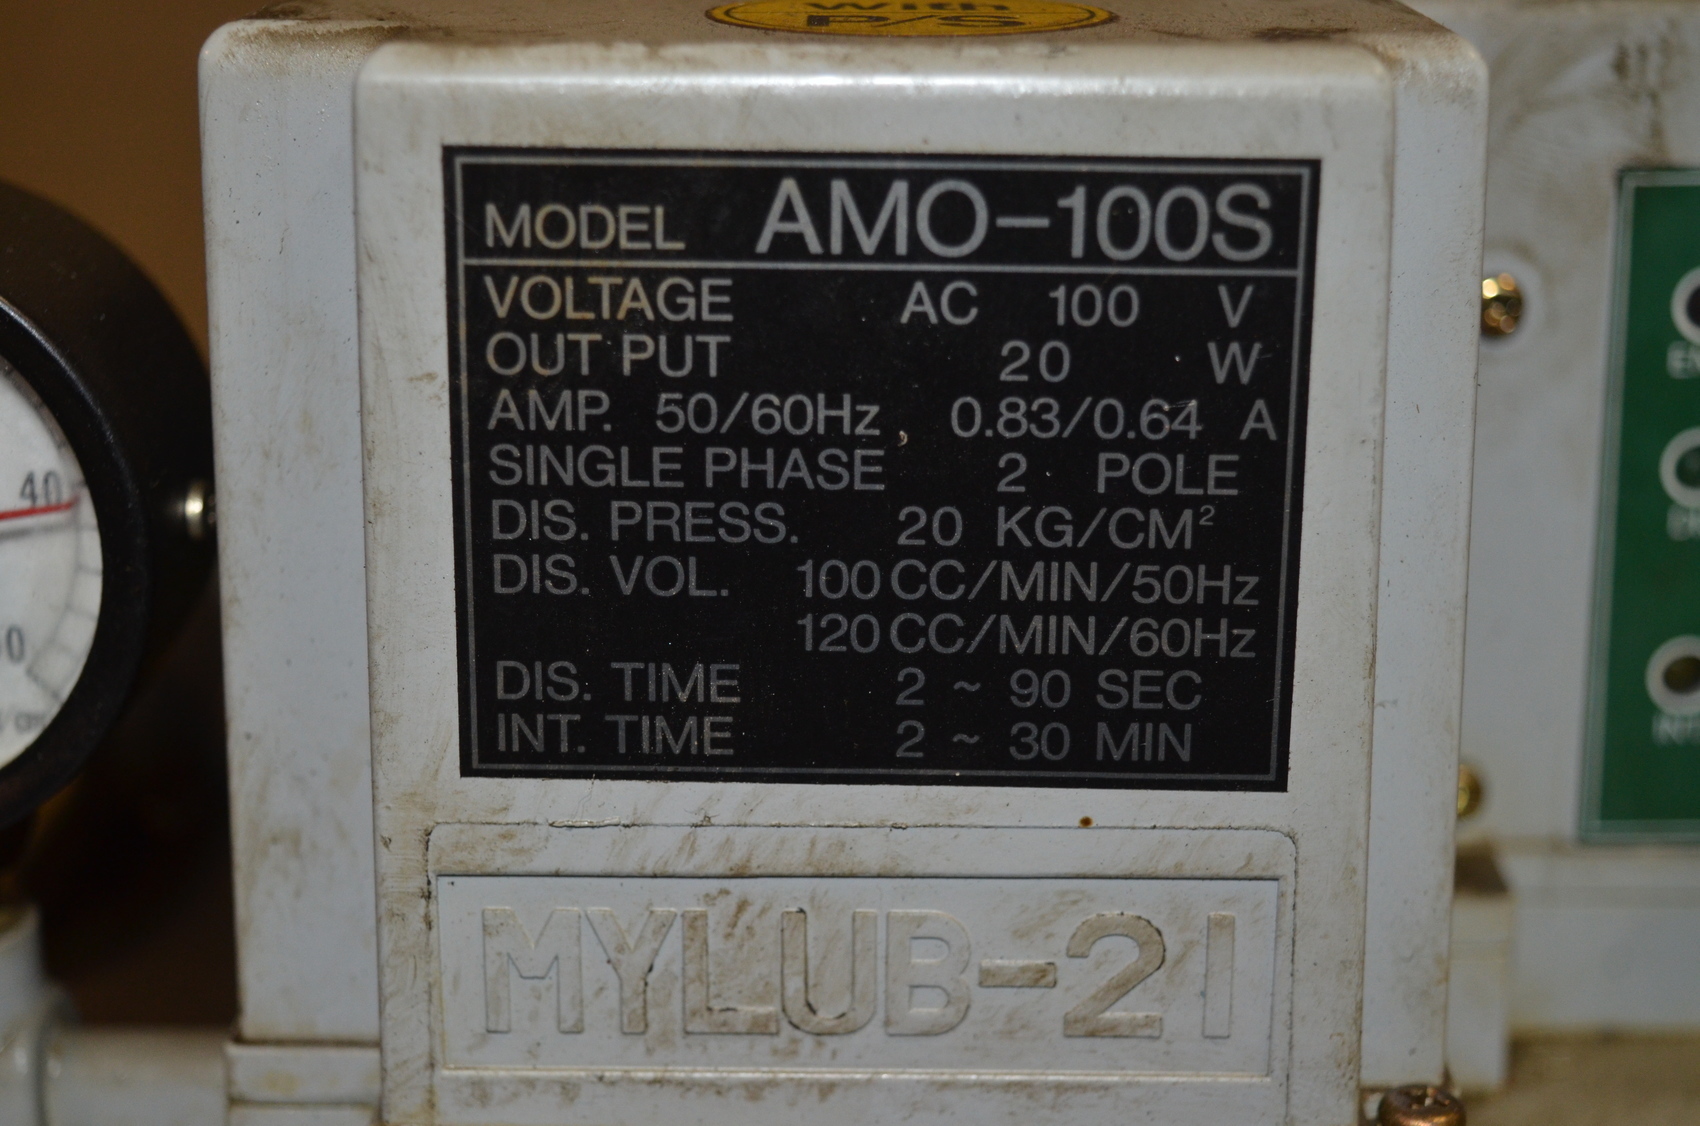 With
P/S
MODEL AMO-100S
VOLTAGE AC 100 V
OUT PUT 20 W
AMP. 50/60Hz 0.83/0.64 A
SINGLE PHASE 2 POLE
DIS. PRESS. 20 KG/CM²
DIS. VOL. 100 CC/MIN/50Hz
120 CC/MIN/60Hz
DIS. TIME 2 ~ 90 SEC
INT. TIME 2 ~ 30 MIN
MYLUB-21
40